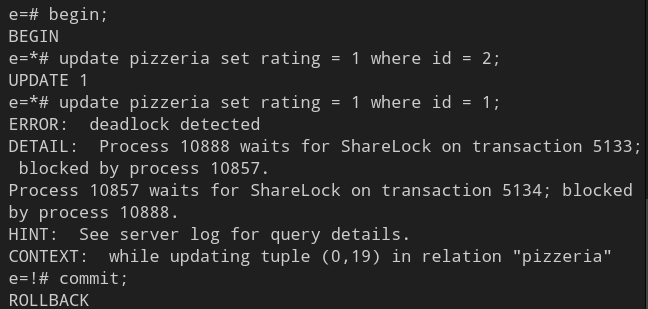 e=# begin;
BEGIN
e=*# update pizzeria set rating = 1 where id = 2;
UPDATE 1
e=*# update pizzeria set rating = 1 where id = 1;
ERROR:  deadlock detected
DETAIL:  Process 10888 waits for ShareLock on transaction 5133;
 blocked by process 10857.
Process 10857 waits for ShareLock on transaction 5134; blocked
by process 10888.
HINT:  See server log for query details.
CONTEXT:  while updating tuple (0,19) in relation "pizzeria"
e=!# commit;
ROLLBACK